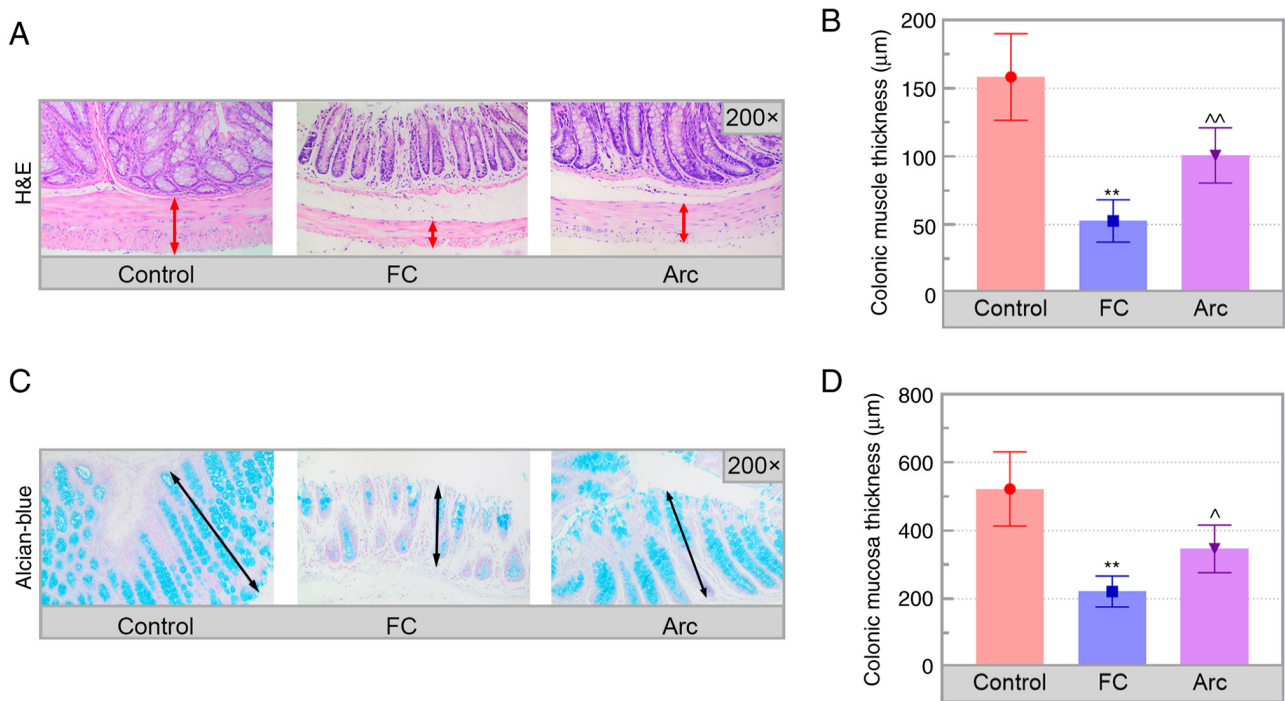 A
H&E
200×
Control FC Arc
B
Colonic muscle thickness (μm)
200
150
100
50
0
**
^^
Control FC Arc
C
Alcian-blue
200×
Control FC Arc
D
Colonic mucosa thickness (μm)
800
600
400
200
0
**
^
Control FC Arc